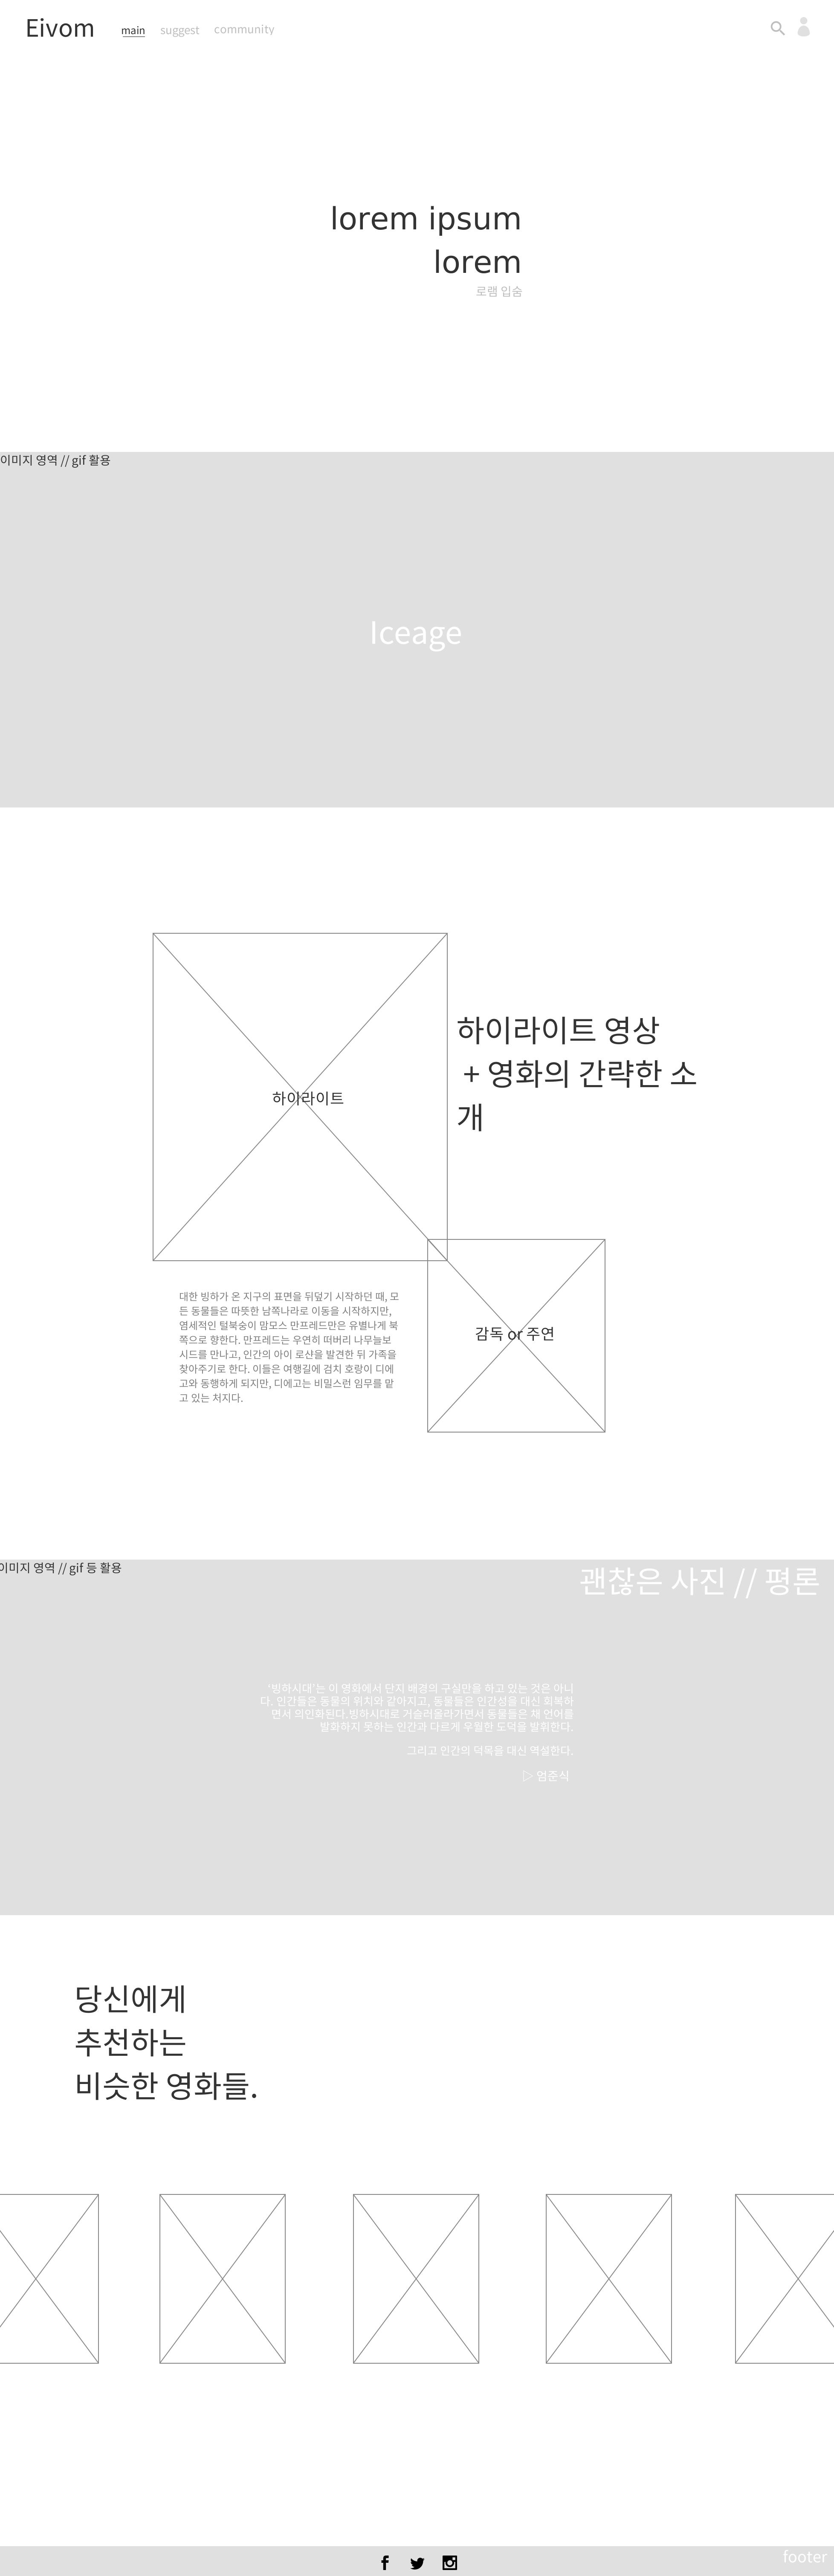 Eivom
main suggest community
lorem ipsum
lorem
로램 입숨
이미지 영역 // gif 활용
Iceage
하이라이트
하이라이트 영상
+ 영화의 간략한 소
개
감독 or 주연
대한 빙하가 온 지구의 표면을 뒤덮기 시작하던 때, 모
든 동물들은 따뜻한 남쪽나라로 이동을 시작하지만,
염세적인 털북숭이 맘모스 만프레드만은 유별나게 북
쪽으로 향한다. 만프레드는 우연히 떠버리 나무늘보
시드를 만나고, 인간의 아이 로샨을 발견한 뒤 가족을
찾아주기로 한다. 이들은 여행길에 검치 호랑이 디에
고와 동행하게 되지만, 디에고는 비밀스런 임무를 맡
고 있는 처지다.
이미지 영역 // gif 등 활용
괜찮은 사진 // 평론
'빙하시대'는 이 영화에서 단지 배경의 구실만을 하고 있는 것은 아니
다. 인간들은 동물의 위치와 같아지고, 동물들은 인간성을 대신 회복하
면서 의인화된다.빙하시대로 거슬러올라가면서 동물들은 채 언어를
발화하지 못하는 인간과 다르게 우월한 도덕을 발휘한다.
그리고 인간의 덕목를 대신 역설한다.
▷ 엄준식
당신에게
추천하는
비슷한 영화들.
footer